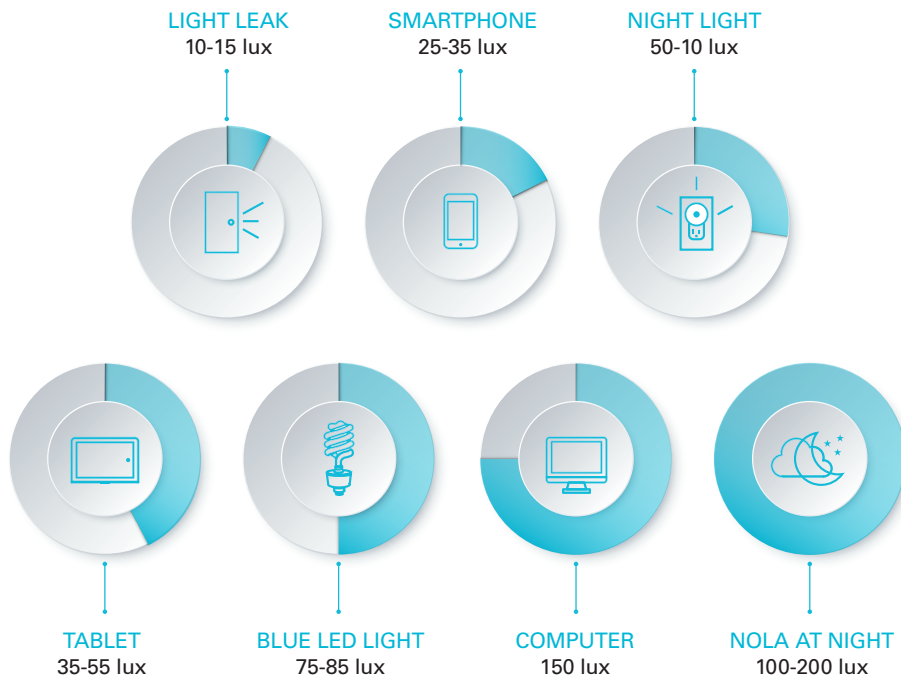 LIGHT LEAK
10-15 lux
SMARTPHONE
25-35 lux
NIGHT LIGHT
50-10 lux
TABLET
35-55 lux
BLUE LED LIGHT
75-85 lux
COMPUTER
150 lux
NOLA AT NIGHT
100-200 lux